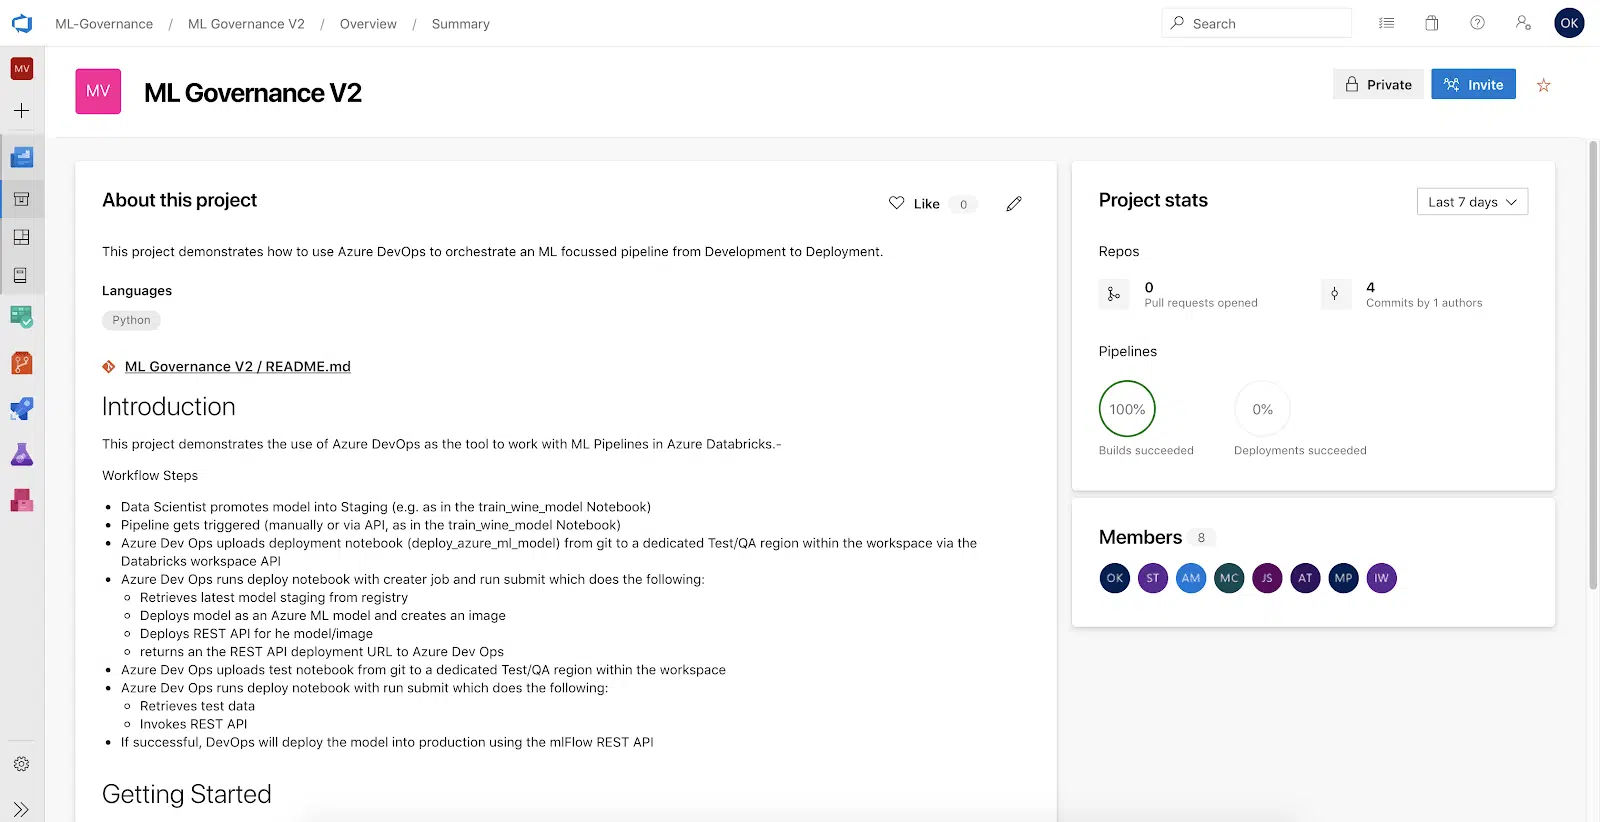 ML-Governance / ML Governance V2 / Overview / Summary
Search
OK
MV
MV
ML Governance V2
Private
Invite
About this project
Like 0
This project demonstrates how to use Azure DevOps to orchestrate an ML focussed pipeline from Development to Deployment.
Languages
Python
ML Governance V2 / README.md
Introduction
This project demonstrates the use of Azure DevOps as the tool to work with ML Pipelines in Azure Databricks.-
Workflow Steps
• Data Scientist promotes model into Staging (e.g. as in the train_wine_model Notebook)
• Pipeline gets triggered (manually or via API, as in the train_wine_model Notebook)
• Azure Dev Ops uploads deployment notebook (deploy_azure_ml_model) from git to a dedicated Test/QA region within the workspace via the
Databricks workspace API
• Azure Dev Ops runs deploy notebook with creater job and run submit which does the following:
◦ Retrieves latest model staging from registry
◦ Deploys model as an Azure ML model and creates an image
◦ Deploys REST API for he model/image
◦ returns an the REST API deployment URL to Azure Dev Ops
• Azure Dev Ops uploads test notebook from git to a dedicated Test/QA region within the workspace
• Azure Dev Ops runs deploy notebook with run submit which does the following:
◦ Retrieves test data
◦ Invokes REST API
• If successful, DevOps will deploy the model into production using the mlFlow REST API
Getting Started
Project stats
Last 7 days
Repos
0
Pull requests opened
4
Commits by 1 authors
Pipelines
100%
Builds succeeded
0%
Deployments succeeded
Members 8
OK ST AM MC JS AT MP IW